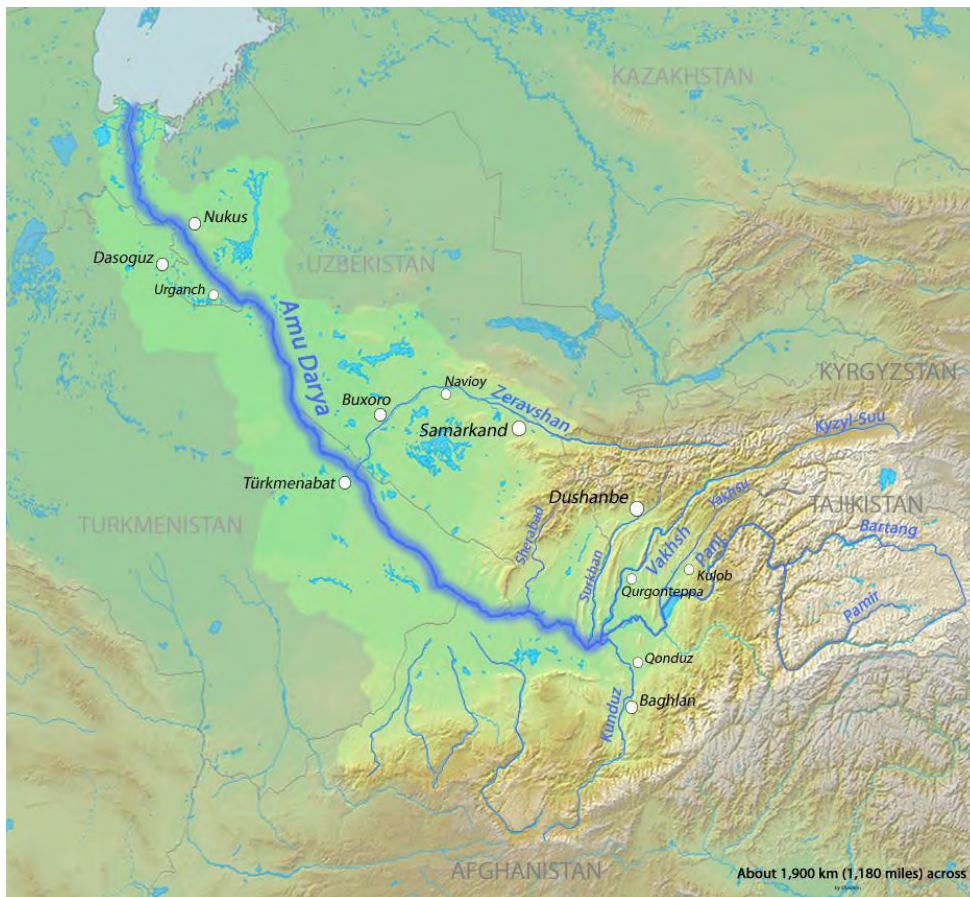 KAZAKHSTAN
Nukus
Dasoguz
UZBEKISTAN
Urganch
Amu Darya
KYRGYZSTAN
Navioy
Buxoro
Zeravshan
Kyzyl-Suu
Samarkand
Türkmenabat
Dushanbe
Yakhsu
TAJIKISTAN
TURKMENISTAN
Bartang
Sherabad
Vakhsh
Panj
Surkhan
Kulob
Qurgonteppa
Pamir
Qonduz
Kunduz
Baghlan
AFGHANISTAN
About 1,900 km (1,180 miles) across